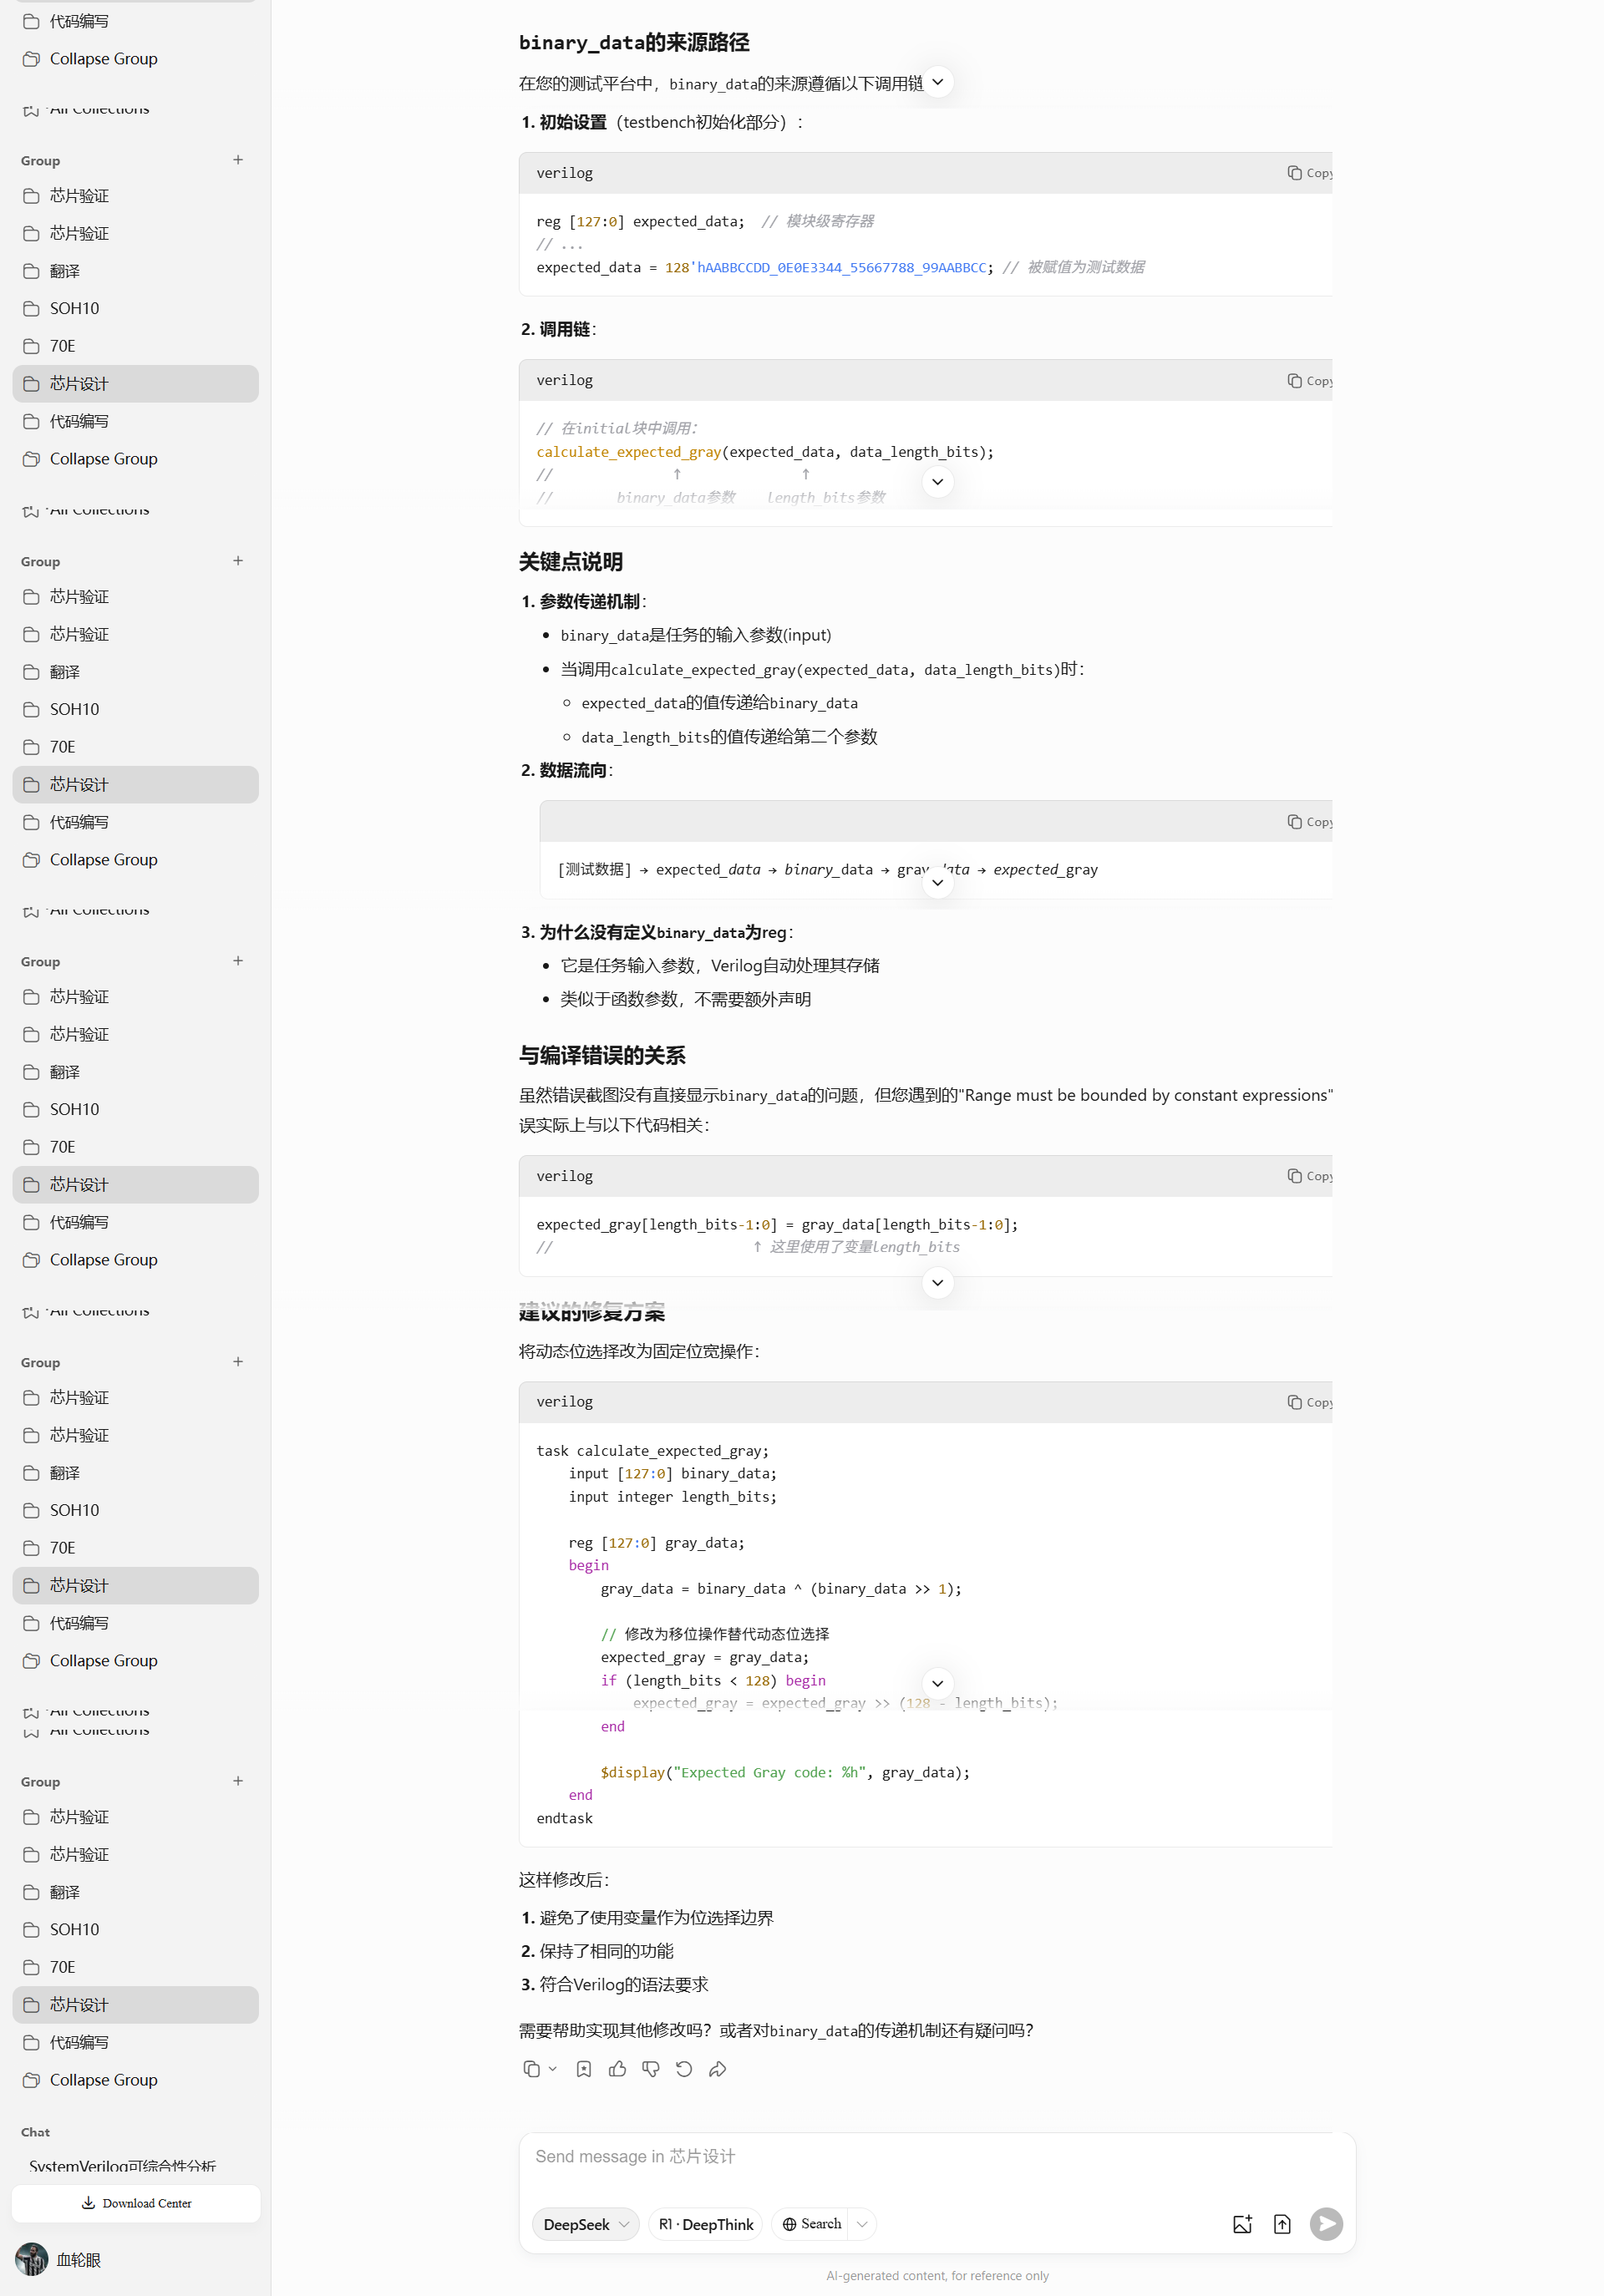 代码编写
Collapse Group
All Collections
Group
芯片验证
芯片验证
翻译
SOH10
70E
芯片设计
代码编写
Collapse Group
All Collections
Group
芯片验证
芯片验证
翻译
SOH10
70E
芯片设计
代码编写
Collapse Group
All Collections
Group
芯片验证
芯片验证
翻译
SOH10
70E
芯片设计
代码编写
Collapse Group
All Collections
Group
芯片验证
芯片验证
翻译
SOH10
70E
芯片设计
代码编写
Collapse Group
All Collections
All Collections
Group
芯片验证
芯片验证
翻译
SOH10
70E
芯片设计
代码编写
Collapse Group
Chat
SystemVerilog可综合性分析
Download Center
血轮眼
binary_data的来源路径
在您的测试平台中，binary_data的来源遵循以下调用链
1. 初始设置（testbench初始化部分）：
verilog
Copy
reg [127:0] expected_data;  // 模块级寄存器
// ...
expected_data = 128'hAABBCCDD_0E0E3344_55667788_99AABBCC; // 被赋值为测试数据
2. 调用链：
verilog
Copy
// 在initial块中调用：
calculate_expected_gray(expected_data, data_length_bits);
//               ↑               ↑
//        binary_data参数    length_bits参数
关键点说明
1. 参数传递机制：
• binary_data是任务的输入参数(input)
• 当调用calculate_expected_gray(expected_data, data_length_bits)时：
◦ expected_data的值传递给binary_data
◦ data_length_bits的值传递给第二个参数
2. 数据流向：
Copy
[测试数据] → expected_data → binary_data → gray_data → expected_gray
3. 为什么没有定义binary_data为reg：
• 它是任务输入参数，Verilog自动处理其存储
• 类似于函数参数，不需要额外声明
与编译错误的关系
虽然错误截图没有直接显示binary_data的问题，但您遇到的"Range must be bounded by constant expressions"
误实际上与以下代码相关：
verilog
Copy
expected_gray[length_bits-1:0] = gray_data[length_bits-1:0];
//                         ↑ 这里使用了变量length_bits
建议的修复方案
将动态位选择改为固定位宽操作：
verilog
Copy
task calculate_expected_gray;
    input [127:0] binary_data;
    input integer length_bits;
    reg [127:0] gray_data;
    begin
        gray_data = binary_data ^ (binary_data >> 1);
        // 修改为移位操作替代动态位选择
        expected_gray = gray_data;
        if (length_bits < 128) begin
            expected_gray = expected_gray >> (128 - length_bits);
        end
        $display("Expected Gray code: %h", gray_data);
    end
endtask
这样修改后：
1. 避免了使用变量作为位选择边界
2. 保持了相同的功能
3. 符合Verilog的语法要求
需要帮助实现其他修改吗？或者对binary_data的传递机制还有疑问吗？
Send message in 芯片设计
DeepSeek
R1 · DeepThink
Search
AI-generated content, for reference only